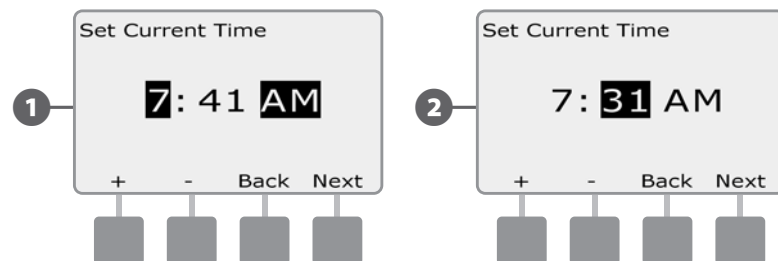 Set Current Time
1
7: 41 AM
+ - Back Next
Set Current Time
2
7: 31 AM
+ - Back Next